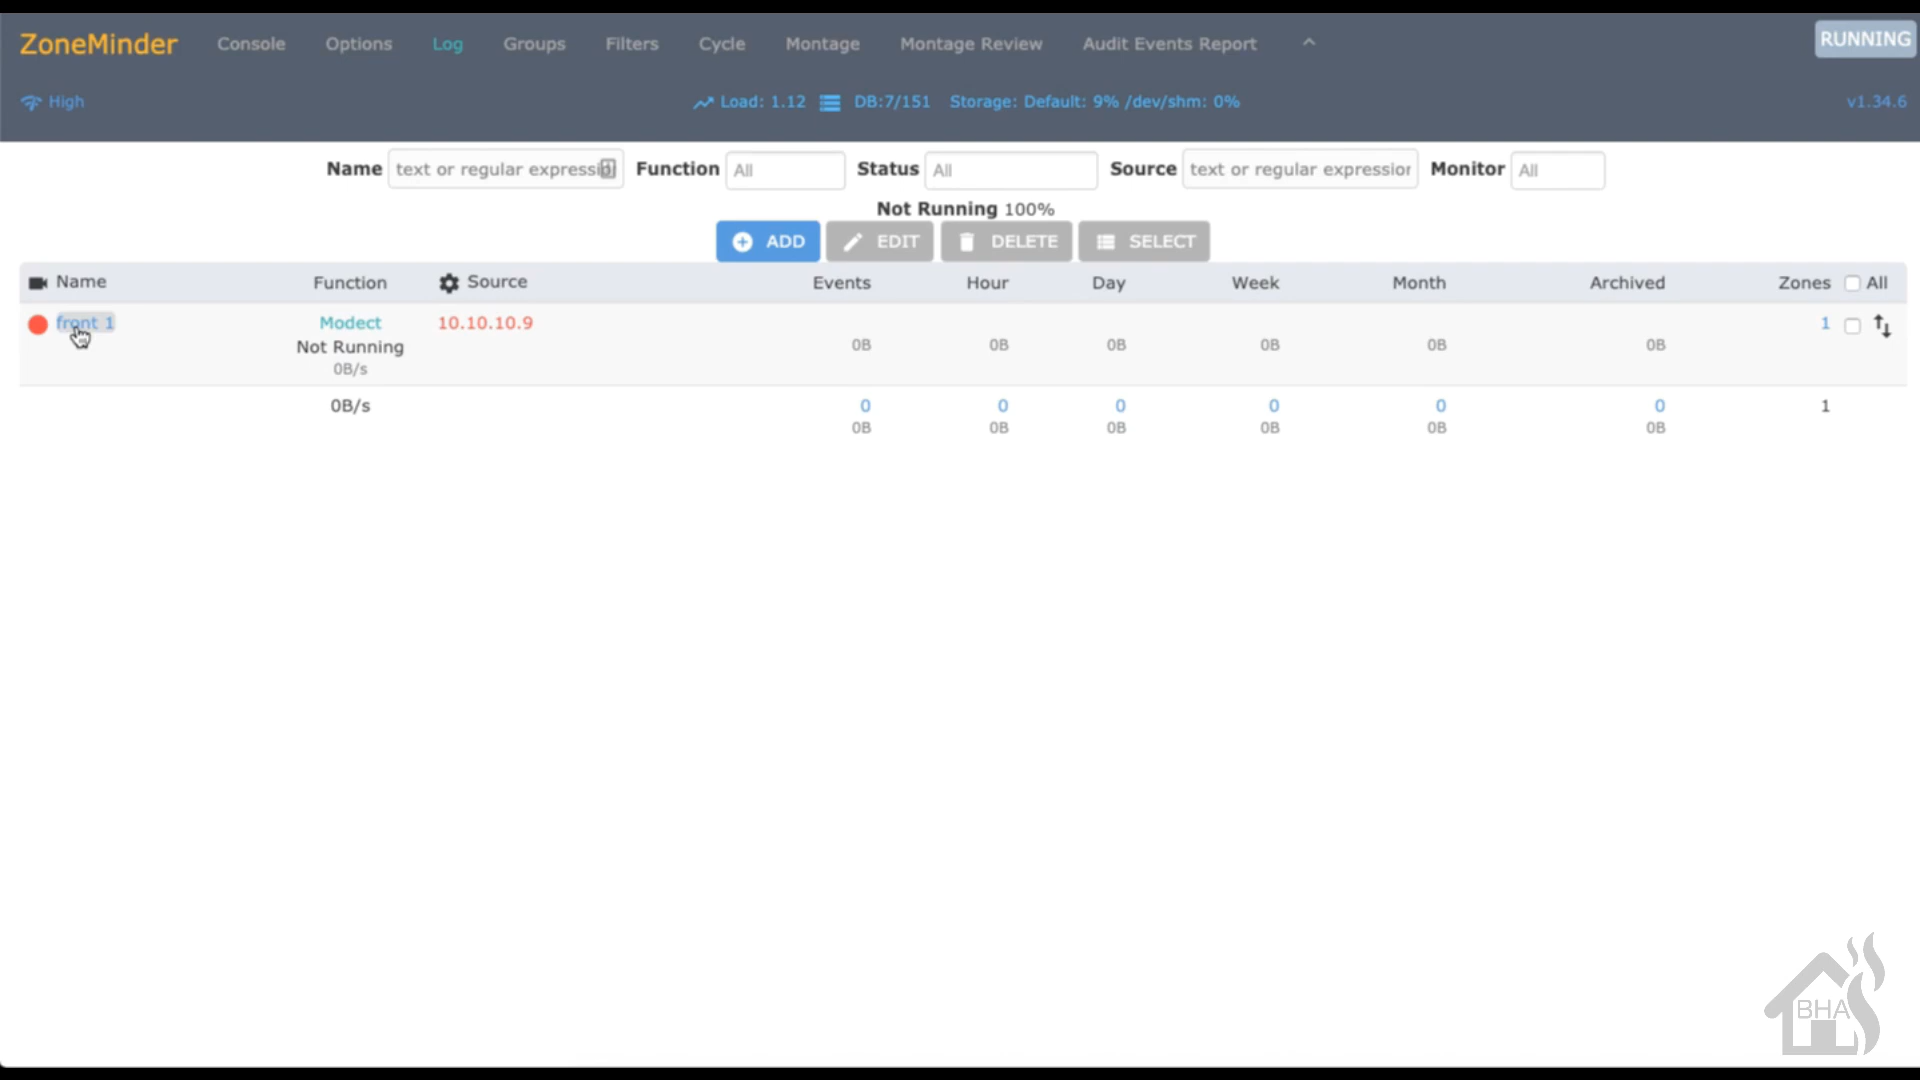 ZoneMinder Console Options Log Groups Filters Cycle Montage Montage Review Audit Events Report RUNNING
High Load: 1.12 DB:7/151 Storage: Default: 9% /dev/shm: 0% v1.34.6
Name text or regular expressio Function All Status All Source text or regular expression Monitor All
Not Running 100%
ADD EDIT DELETE SELECT
Name Function Source Events Hour Day Week Month Archived Zones All
front 1 Modect 10.10.10.9 1
Not Running 0B 0B 0B 0B 0B 0B
0B/s
0B/s 0 0 0 0 0 0 1
0B 0B 0B 0B 0B 0B
BHA